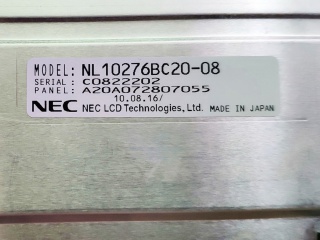 MODEL: NL10276BC20-08
SERIAL: C0822202
PANEL: A20A072807055
10.08.16/
NEC NEC LCD Technologies, Ltd. MADE IN JAPAN